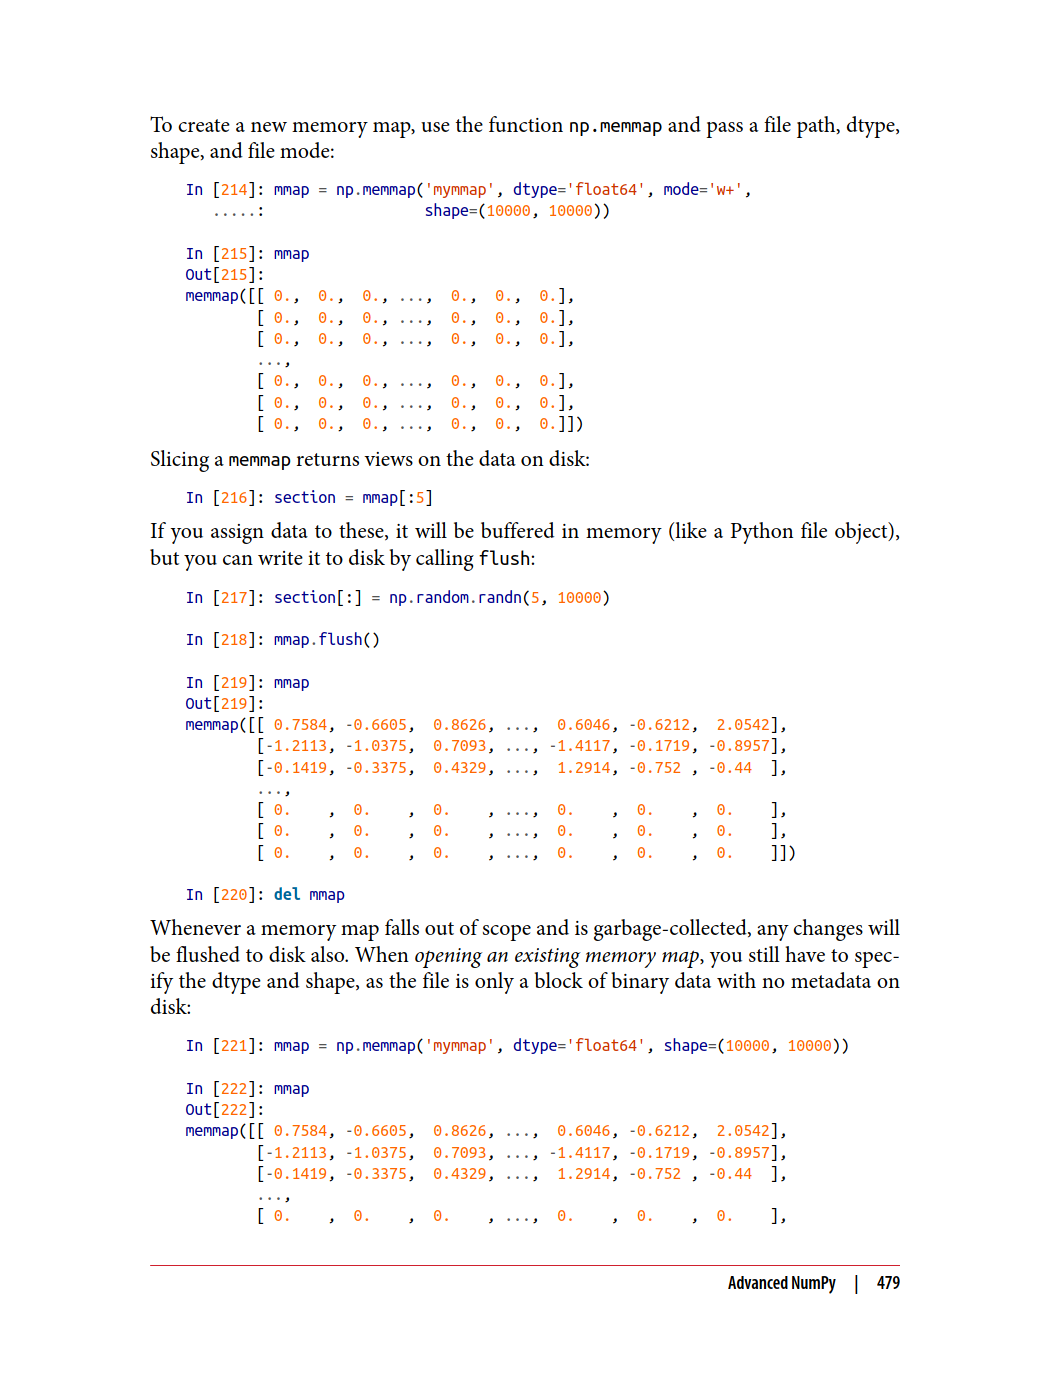 To create a new memory map, use the function np.memmap and pass a file path, dtype,
shape, and file mode:
In [214]: mmap = np.memmap('mymmap', dtype='float64', mode='w+',
   .....:                  shape=(10000, 10000))
In [215]: mmap
Out[215]:
memmap([[ 0.,  0.,  0., ...,  0.,  0.,  0.],
        [ 0.,  0.,  0., ...,  0.,  0.,  0.],
        [ 0.,  0.,  0., ...,  0.,  0.,  0.],
        ...,
        [ 0.,  0.,  0., ...,  0.,  0.,  0.],
        [ 0.,  0.,  0., ...,  0.,  0.,  0.],
        [ 0.,  0.,  0., ...,  0.,  0.,  0.]])
Slicing a memmap returns views on the data on disk:
In [216]: section = mmap[:5]
If you assign data to these, it will be buffered in memory (like a Python file object),
but you can write it to disk by calling flush:
In [217]: section[:] = np.random.randn(5, 10000)
In [218]: mmap.flush()
In [219]: mmap
Out[219]:
memmap([[ 0.7584, -0.6605,  0.8626, ...,  0.6046, -0.6212,  2.0542],
        [-1.2113, -1.0375,  0.7093, ..., -1.4117, -0.1719, -0.8957],
        [-0.1419, -0.3375,  0.4329, ...,  1.2914, -0.752 , -0.44  ],
        ...,
        [ 0.    ,  0.    ,  0.    , ...,  0.    ,  0.    ,  0.    ],
        [ 0.    ,  0.    ,  0.    , ...,  0.    ,  0.    ,  0.    ],
        [ 0.    ,  0.    ,  0.    , ...,  0.    ,  0.    ,  0.    ]])
In [220]: del mmap
Whenever a memory map falls out of scope and is garbage-collected, any changes will
be flushed to disk also. When opening an existing memory map, you still have to spec-
ify the dtype and shape, as the file is only a block of binary data with no metadata on
disk:
In [221]: mmap = np.memmap('mymmap', dtype='float64', shape=(10000, 10000))
In [222]: mmap
Out[222]:
memmap([[ 0.7584, -0.6605,  0.8626, ...,  0.6046, -0.6212,  2.0542],
        [-1.2113, -1.0375,  0.7093, ..., -1.4117, -0.1719, -0.8957],
        [-0.1419, -0.3375,  0.4329, ...,  1.2914, -0.752 , -0.44  ],
        ...,
        [ 0.    ,  0.    ,  0.    , ...,  0.    ,  0.    ,  0.    ],
Advanced NumPy | 479